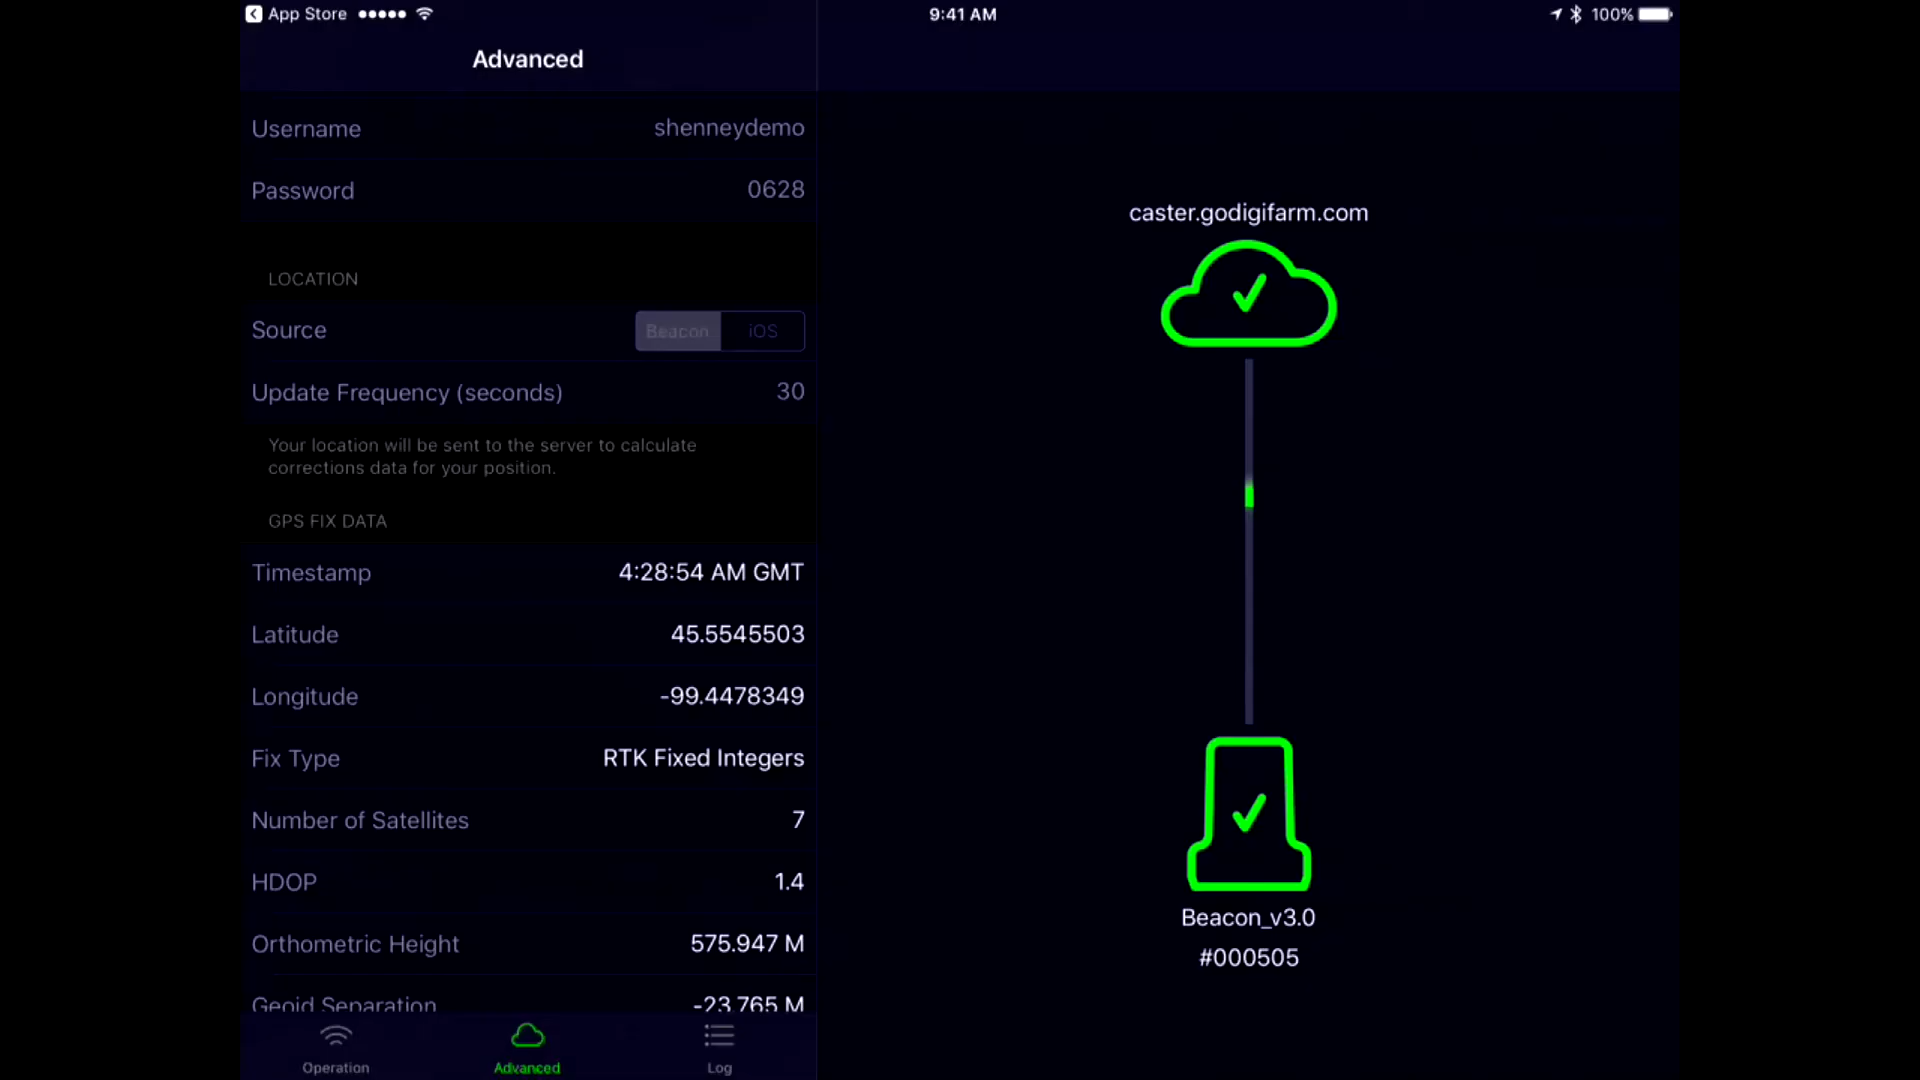 App Store
9:41 AM
100%
Advanced
Username shenneydemo
Password 0628
LOCATION
Source Beacon iOS
Update Frequency (seconds) 30
Your location will be sent to the server to calculate
corrections data for your position.
GPS FIX DATA
Timestamp 4:28:54 AM GMT
Latitude 45.5545503
Longitude -99.4478349
Fix Type RTK Fixed Integers
Number of Satellites 7
HDOP 1.4
Orthometric Height 575.947 M
Geoid Separation -23.765 M
Operation Advanced Log
caster.godigifarm.com
Beacon_v3.0
#000505